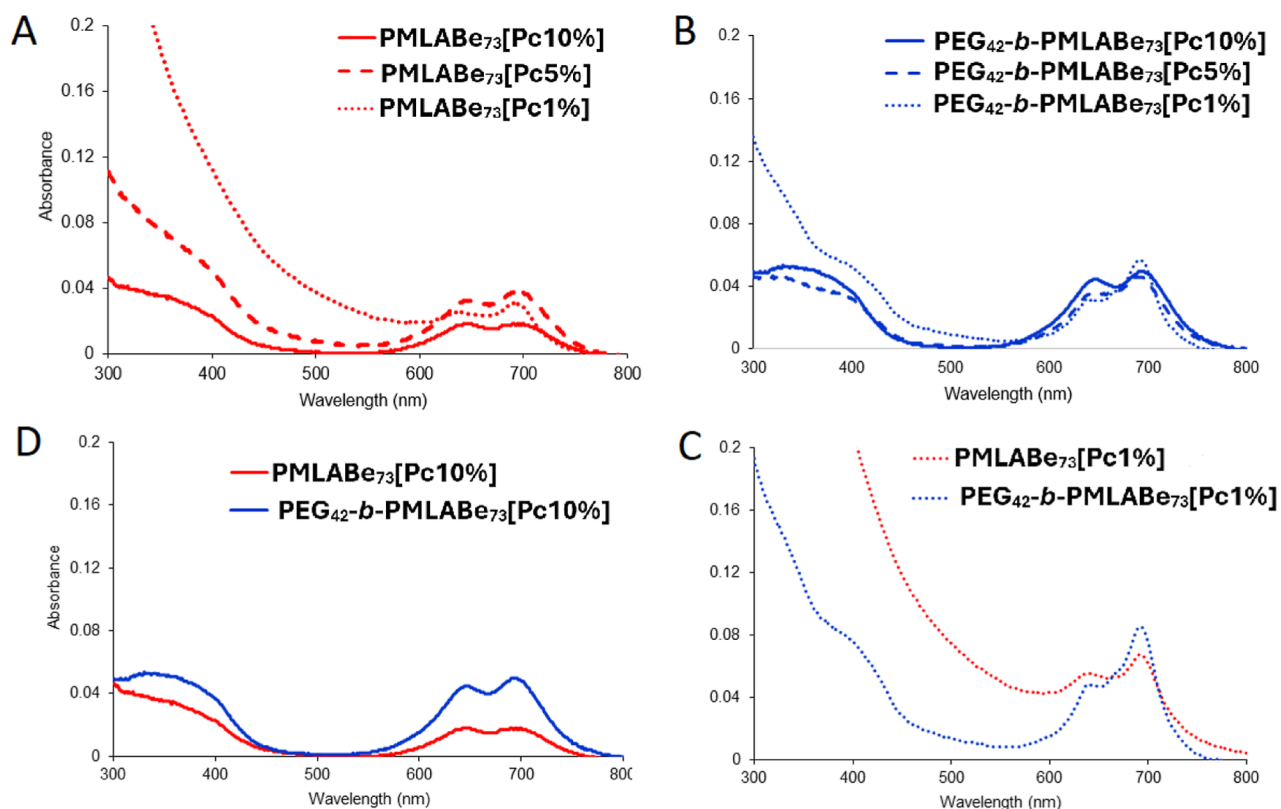 A
PMLABe₇₃[Pc10%]
PMLABe₇₃[Pc5%]
PMLABe₇₃[Pc1%]
0.2
0.16
0.12
0.08
0.04
0
Absorbance
300 400 500 600 700 800
Wavelength (nm)
B
PEG₄₂-b-PMLABe₇₃[Pc10%]
PEG₄₂-b-PMLABe₇₃[Pc5%]
PEG₄₂-b-PMLABe₇₃[Pc1%]
0.2
0.16
0.12
0.08
0.04
0
300 400 500 600 700 800
Wavelength (nm)
D
PMLABe₇₃[Pc10%]
PEG₄₂-b-PMLABe₇₃[Pc10%]
0.2
0.16
0.12
0.08
0.04
0
Absorbance
300 400 500 600 700 800
Wavelength (nm)
C
PMLABe₇₃[Pc1%]
PEG₄₂-b-PMLABe₇₃[Pc1%]
0.2
0.16
0.12
0.08
0.04
0
300 400 500 600 700 800
Wavelength (nm)